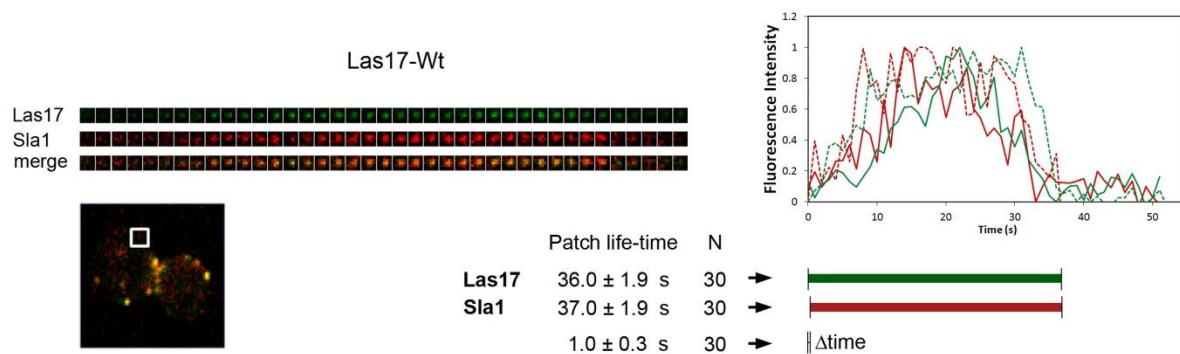 Las17-Wt
Las17
Sla1
merge
Fluorescence Intensity
1.2
1
0.8
0.6
0.4
0.2
0
0 10 20 30 40 50
Time (s)
Patch life-time N
Las17 36.0 ± 1.9 s 30
Sla1 37.0 ± 1.9 s 30
1.0 ± 0.3 s 30 Δtime